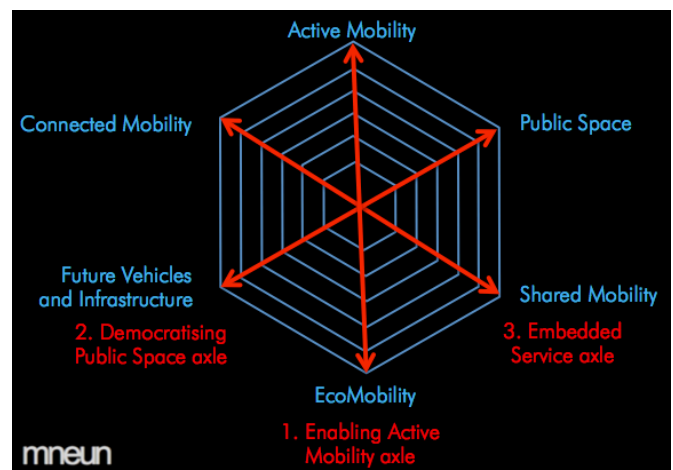 Active Mobility
Connected Mobility
Public Space
Future Vehicles
and Infrastructure
Shared Mobility
2. Democratising
Public Space axle
3. Embedded
Service axle
EcoMobility
1. Enabling Active
Mobility axle
mneun